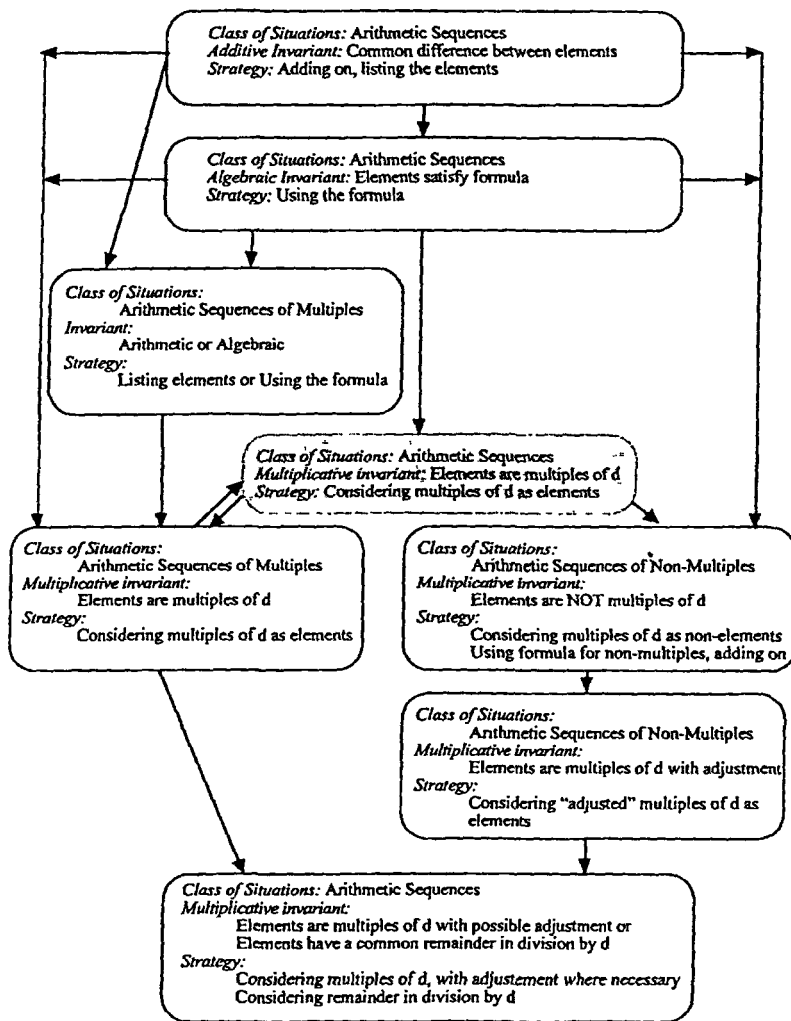 Class of Situations: Arithmetic Sequences
Additive Invariant: Common difference between elements
Strategy: Adding on, listing the elements
Class of Situations: Arithmetic Sequences
Algebraic Invariant: Elements satisfy formula
Strategy: Using the formula
Class of Situations:
Arithmetic Sequences of Multiples
Invariant:
Arithmetic or Algebraic
Strategy:
Listing elements or Using the formula
Class of Situations: Arithmetic Sequences
Multiplicative invariant: Elements are multiples of d
Strategy: Considering multiples of d as elements
Class of Situations:
Arithmetic Sequences of Multiples
Multiplicative invariant:
Elements are multiples of d
Strategy:
Considering multiples of d as elements
Class of Situations:
Arithmetic Sequences of Non-Multiples
Multiplicative invariant:
Elements are NOT multiples of d
Strategy:
Considering multiples of d as non-elements
Using formula for non-multiples, adding on
Class of Situations:
Arithmetic Sequences of Non-Multiples
Multiplicative invariant:
Elements are multiples of d with adjustment
Strategy:
Considering "adjusted" multiples of d as
elements
Class of Situations: Arithmetic Sequences
Multiplicative invariant:
Elements are multiples of d with possible adjustment or
Elements have a common remainder in division by d
Strategy:
Considering multiples of d, with adjustement where necessary
Considering remainder in division by d